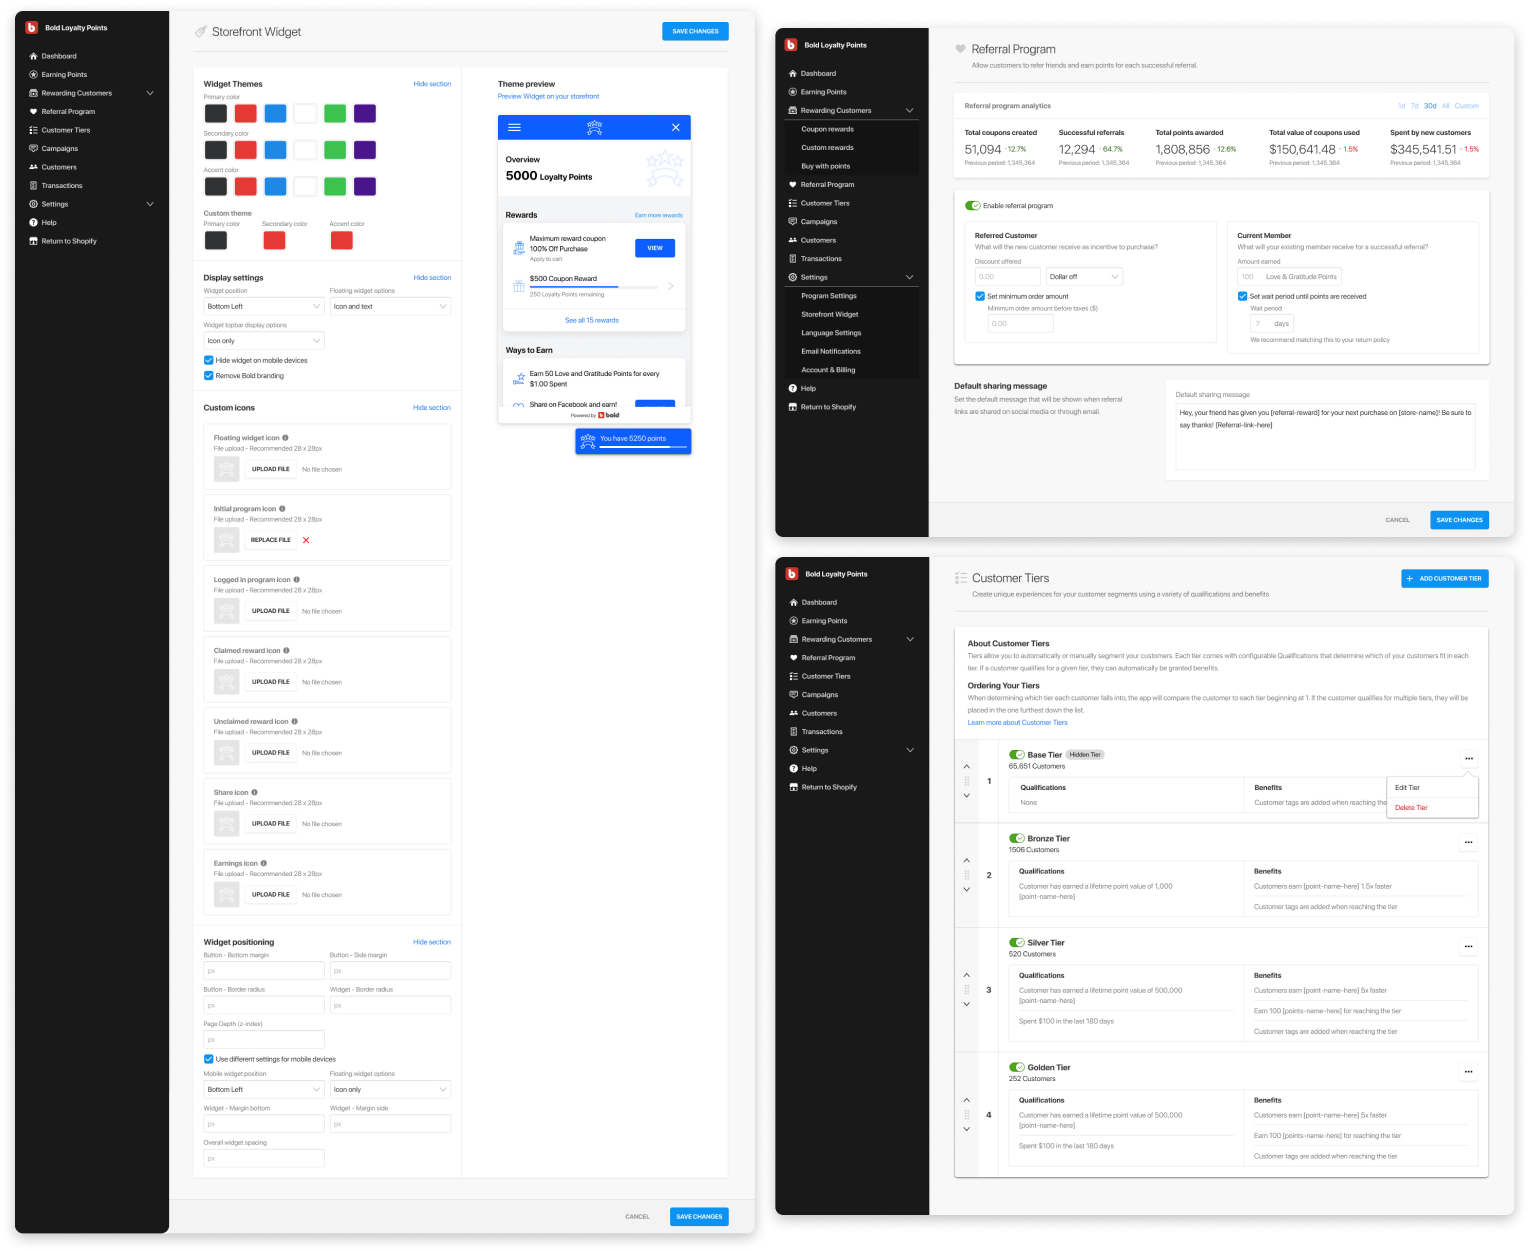 Bold Loyalty Points
Dashboard
Earning Points
Rewarding Customers
Referral Program
Customer Tiers
Campaigns
Customers
Transactions
Settings
Help
Return to Shopify
Storefront Widget
SAVE CHANGES
Widget Themes
Hide section
Primary color
Secondary color
Accent color
Custom theme
Primary color
Secondary color
Accent color
Display settings
Hide section
Widget position
Floating widget options
Bottom Left
Icon and text
Widget topbar display options
Icon only
Hide widget on mobile devices
Remove Bold branding
Custom icons
Hide section
Floating widget icon
File upload - Recommended 28 x 28px
UPLOAD FILE
No file chosen
Initial program icon
File upload - Recommended 28 x 28px
REPLACE FILE
Logged in program icon
File upload - Recommended 28 x 28px
UPLOAD FILE
No file chosen
Claimed reward icon
File upload - Recommended 28 x 28px
UPLOAD FILE
No file chosen
Unclaimed reward icon
File upload - Recommended 28 x 28px
UPLOAD FILE
No file chosen
Share icon
File upload - Recommended 28 x 28px
UPLOAD FILE
No file chosen
Earnings icon
File upload - Recommended 28 x 28px
UPLOAD FILE
No file chosen
Widget positioning
Hide section
Button - Bottom margin
Button - Side margin
px
px
Button - Border radius
Widget - Border radius
px
px
Page Depth (z-index)
px
Use different settings for mobile devices
Mobile widget position
Floating widget options
Bottom Left
Icon only
Widget - Margin bottom
Widget - Margin side
px
px
Overall widget spacing
px
Theme preview
Preview Widget on your storefront
Overview
5000 Loyalty Points
Rewards
Earn more rewards
Maximum reward coupon
100% Off Purchase
Apply to cart
VIEW
$500 Coupon Reward
250 Loyalty Points remaining
See all 15 rewards
Ways to Earn
Earn 50 Love and Gratitude Points for every
$1.00 Spent
Share on Facebook and earn!
Powered by bold
You have 5250 points
CANCEL
SAVE CHANGES
Bold Loyalty Points
Dashboard
Earning Points
Rewarding Customers
Coupon rewards
Custom rewards
Buy with points
Referral Program
Customer Tiers
Campaigns
Customers
Transactions
Settings
Program Settings
Storefront Widget
Language Settings
Email Notifications
Account & Billing
Help
Return to Shopify
Referral Program
Allow customers to refer friends and earn points for each successful referral.
Referral program analytics
1d 7d 30d All Custom
Total coupons created
51,094 12.7%
Previous period: 1,345,364
Successful referrals
12,294 64.7%
Previous period: 1,345,364
Total points awarded
1,808,856 12.6%
Previous period: 1,345,364
Total value of coupons used
$150,641.48 1.5%
Previous period: 1,345,364
Spent by new customers
$345,541.51 1.5%
Previous period: 1,345,364
Enable referral program
Referred Customer
What will the new customer receive as incentive to purchase?
Discount offered
0.00
Dollar off
Set minimum order amount
Minimum order amount before taxes ($)
0.00
Current Member
What will your existing member receive for a successful referral?
Amount earned
100 Love & Gratitude Points
Set wait period until points are received
Wait period
7 days
We recommend matching this to your return policy
Default sharing message
Set the default message that will be shown when referral
links are shared on social media or through email.
Default sharing message
Hey, your friend has given you [referral-reward] for your next purchase on [store-name]! Be sure to
say thanks! [Referral-link-here]
CANCEL
SAVE CHANGES
Bold Loyalty Points
Dashboard
Earning Points
Rewarding Customers
Referral Program
Customer Tiers
Campaigns
Customers
Transactions
Settings
Help
Return to Shopify
Customer Tiers
Create unique experiences for your customer segments using a variety of qualifications and benefits
+ ADD CUSTOMER TIER
About Customer Tiers
Tiers allow you to automatically or manually segment your customers. Each tier comes with configurable Qualifications that determine which of your customers fit in each
tier. If a customer qualifies for a given tier, they can automatically be granted benefits.
Ordering Your Tiers
When determining which tier each customer falls into, the app will compare the customer to each tier beginning at 1. If the customer qualifies for multiple tiers, they will be
placed in the one furthest down the list.
Learn more about Customer Tiers
1
Base Tier
Hidden Tier
65,651 Customers
Qualifications
None
Benefits
Customer tags are added when reaching the
Edit Tier
Delete Tier
2
Bronze Tier
1506 Customers
Qualifications
Customer has earned a lifetime point value of 1,000
[point-name-here]
Benefits
Customers earn [point-name-here] 1.5x faster
Customer tags are added when reaching the tier
3
Silver Tier
520 Customers
Qualifications
Customer has earned a lifetime point value of 500,000
[point-name-here]
Spent $100 in the last 180 days
Benefits
Customers earn [point-name-here] 5x faster
Earn 100 [points-name-here] for reaching the tier
Customer tags are added when reaching the tier
4
Golden Tier
252 Customers
Qualifications
Customer has earned a lifetime point value of 500,000
[point-name-here]
Spent $100 in the last 180 days
Benefits
Customers earn [point-name-here] 5x faster
Earn 100 [points-name-here] for reaching the tier
Customer tags are added when reaching the tier